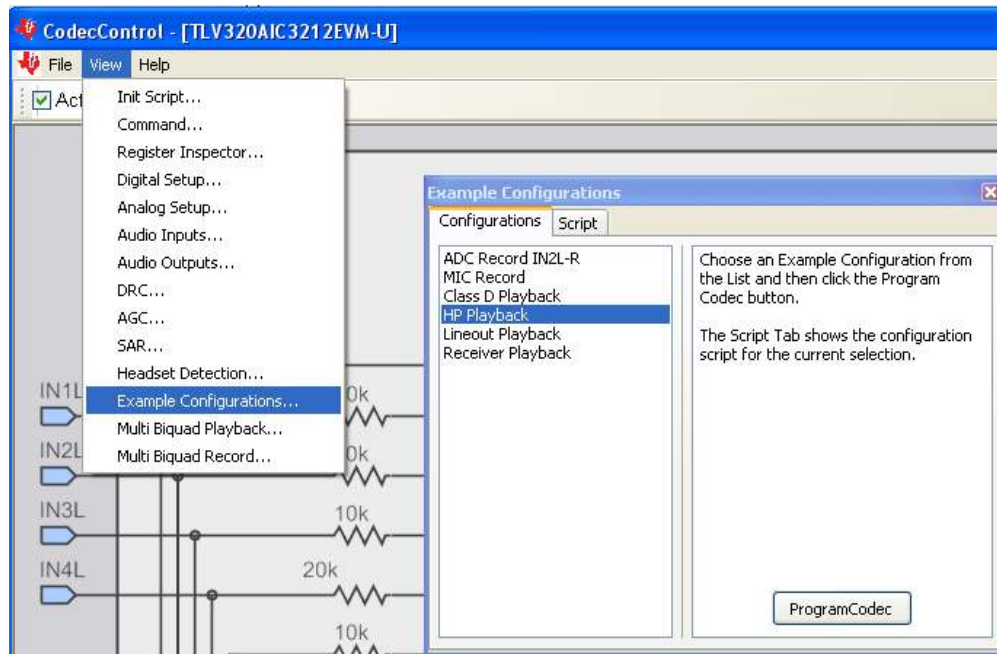 CodecControl - [TLV320AIC3212EVM-U]
File View Help
Init Script...
Command...
Register Inspector...
Digital Setup...
Analog Setup...
Audio Inputs...
Audio Outputs...
DRC...
AGC...
SAR...
Headset Detection...
Example Configurations...
Multi Biquad Playback...
Multi Biquad Record...
Example Configurations
Configurations Script
ADC Record IN2L-R
MIC Record
Class D Playback
HP Playback
Lineout Playback
Receiver Playback
Choose an Example Configuration from
the List and then click the Program
Codec button.
The Script Tab shows the configuration
script for the current selection.
ProgramCodec
IN1L
IN2L
IN3L
10k
IN4L
20k
10k